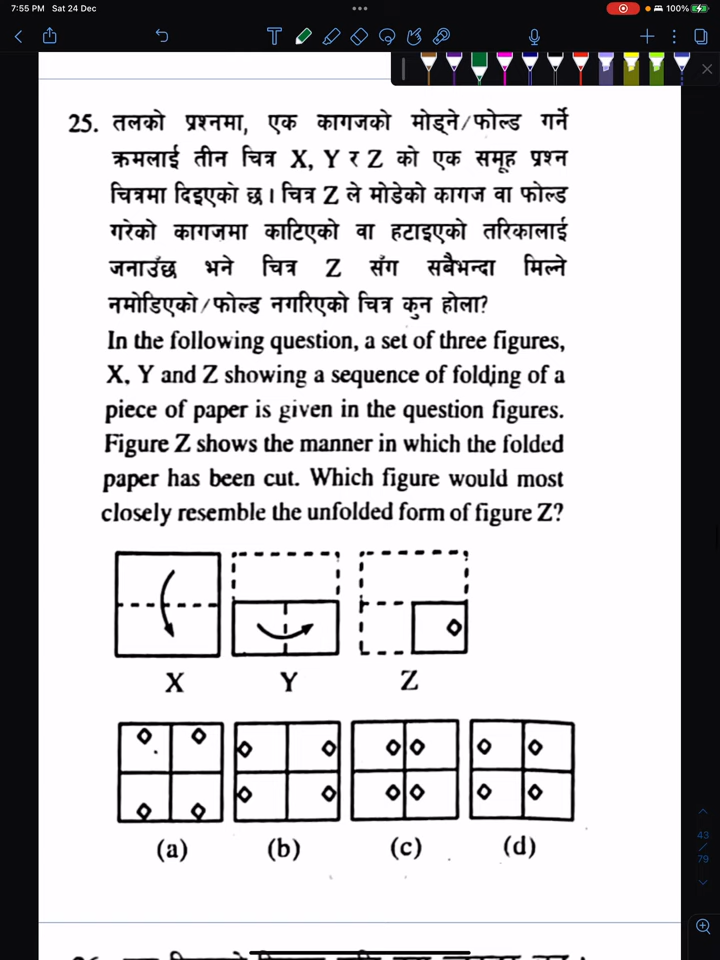 7:55 PM Sat 24 Dec
100%
25. तलको प्रश्नमा, एक कागजको मोड्ने/फोल्ड गर्ने
क्रमलाई तीन चित्र X, Y र Z को एक समूह प्रश्न
चित्रमा दिइएको छ। चित्र Z ले मोडेको कागज वा फोल्ड
गरेको कागजमा काटिएको वा हटाइएको तरिकालाई
जनाउँछ भने चित्र Z सँग सबैभन्दा मिल्ने
नमोडिएको/फोल्ड नगरिएको चित्र कुन होला?
In the following question, a set of three figures,
X, Y and Z showing a sequence of folding of a
piece of paper is given in the question figures.
Figure Z shows the manner in which the folded
paper has been cut. Which figure would most
closely resemble the unfolded form of figure Z?
X Y Z
(a) (b) (c) (d)
43
79